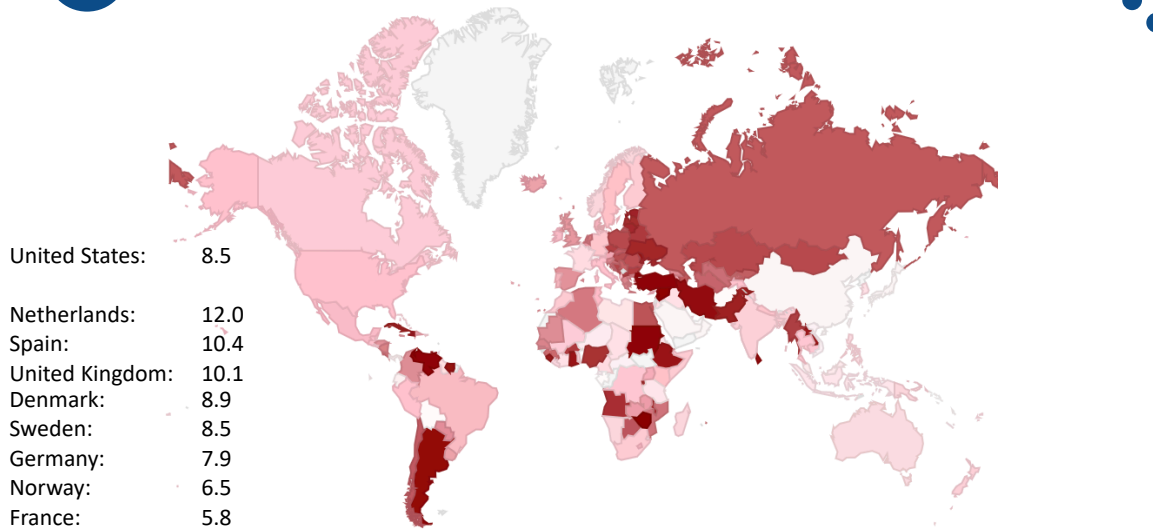 United States: 8.5
Netherlands: 12.0
Spain: 10.4
United Kingdom: 10.1
Denmark: 8.9
Sweden: 8.5
Germany: 7.9
Norway: 6.5
France: 5.8